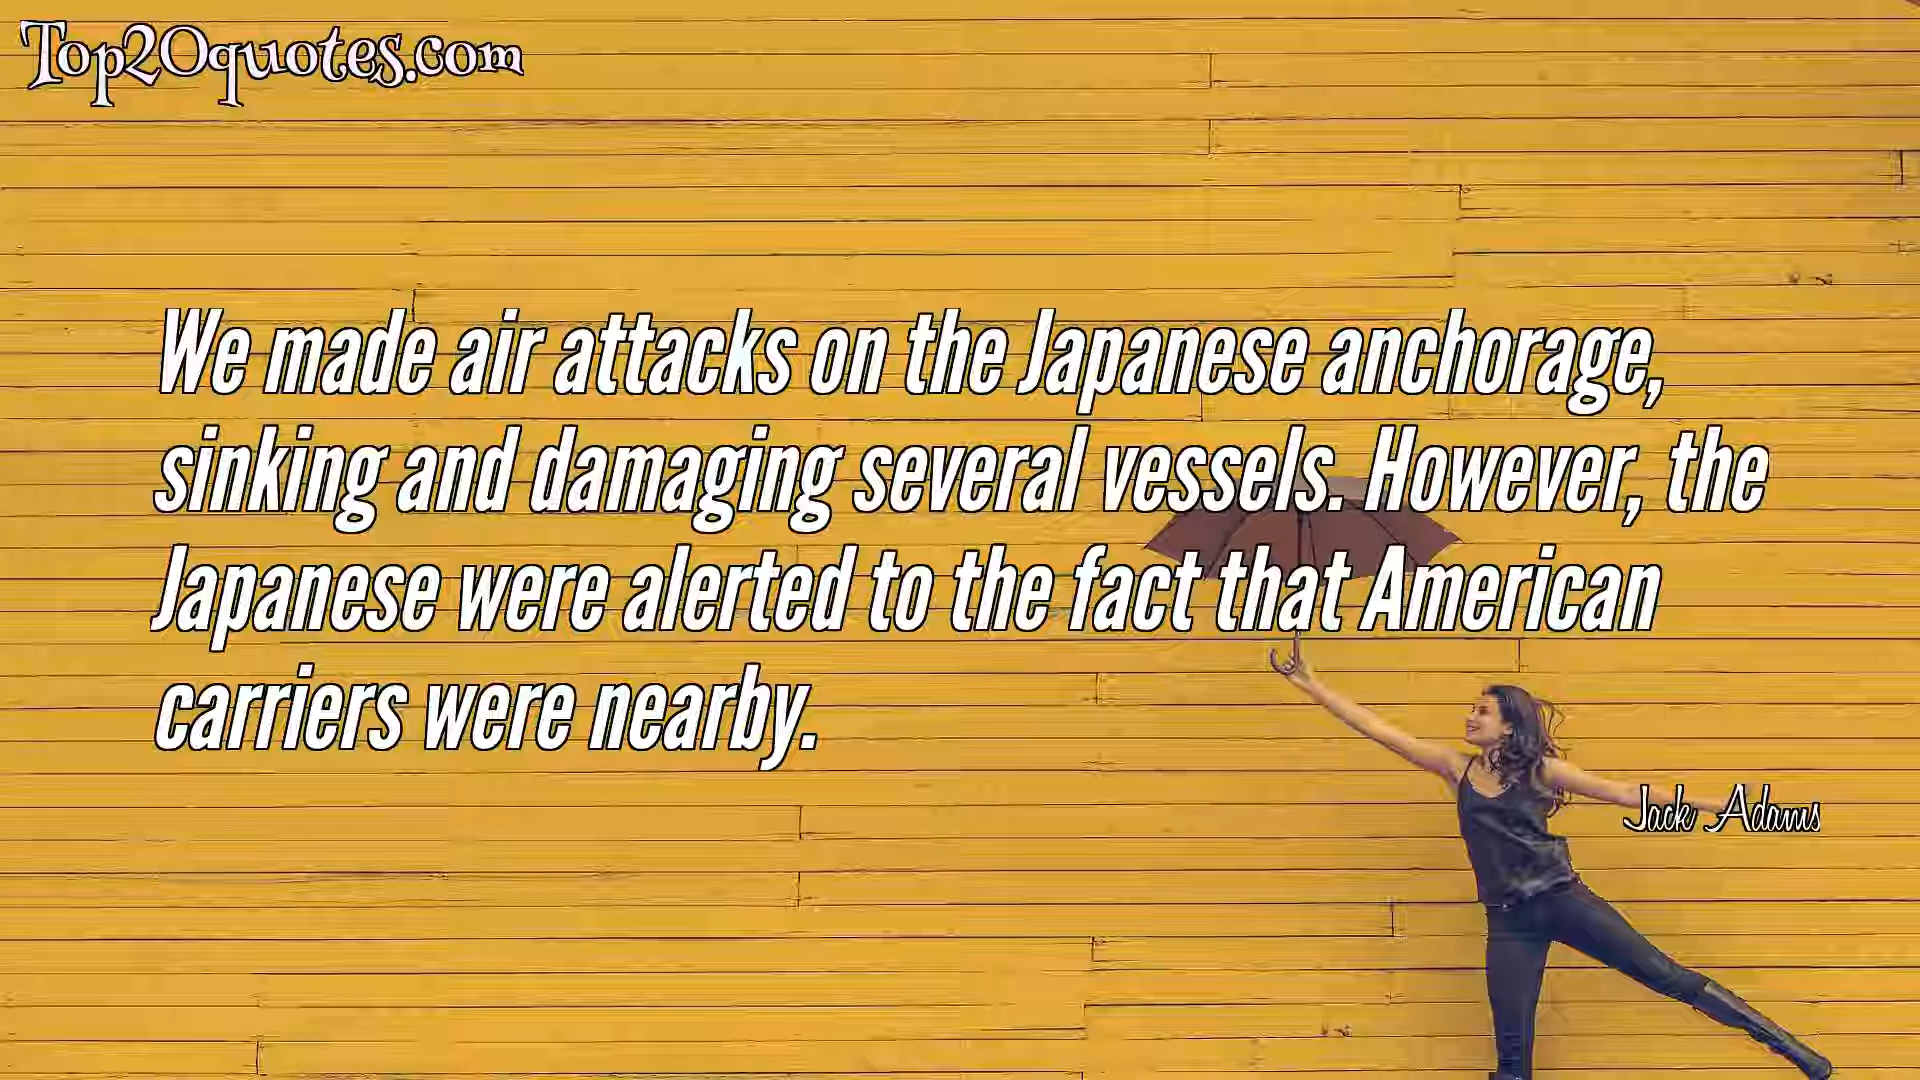 Top20quotes.com
We made air attacks on the Japanese anchorage,
sinking and damaging several vessels. However, the
Japanese were alerted to the fact that American
carriers were nearby.
Jack Adams